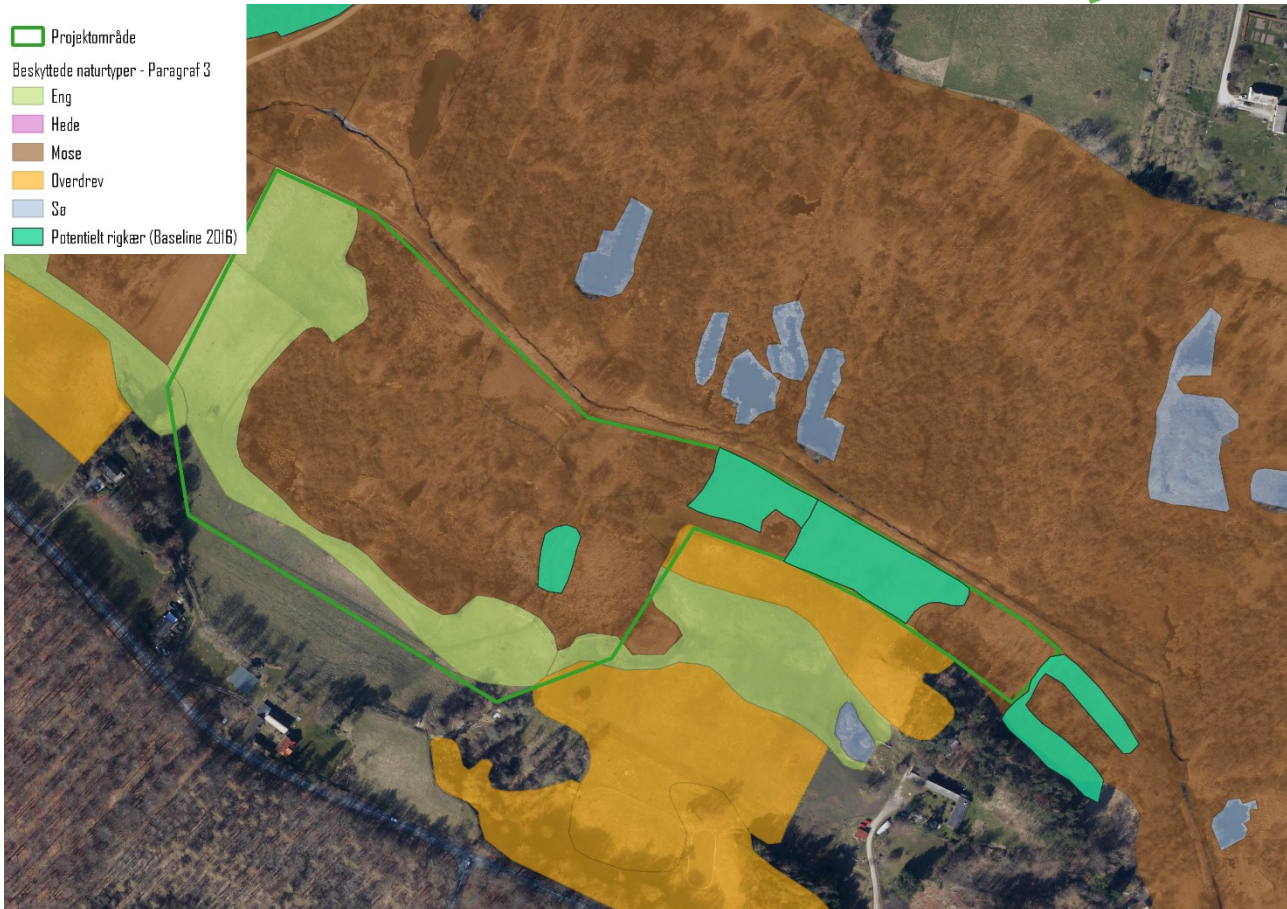 Projektområde
Beskyttede naturtyper - Paragraf 3
Eng
Hede
Mose
Overdrev
Sø
Potentielt rigkær (Baseline 2016)